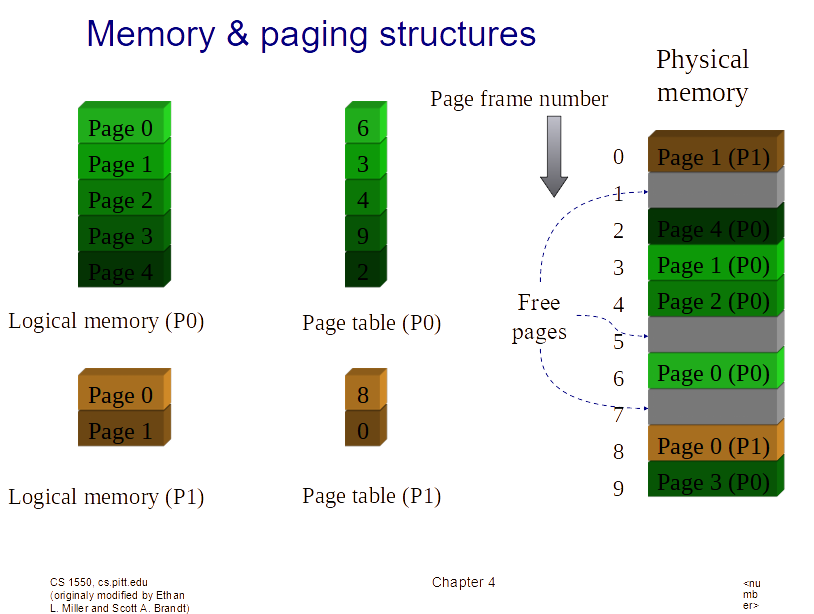 Memory & paging structures
Physical
memory
Page frame number
Page 0
Page 1
Page 2
Page 3
Page 4
6
3
4
9
2
Logical memory (P0)
Page table (P0)
Page 0
Page 1
8
0
Logical memory (P1)
Page table (P1)
Free
pages
0
1
2
3
4
5
6
7
8
9
Page 1 (P1)
Page 4 (P0)
Page 1 (P0)
Page 2 (P0)
Page 0 (P0)
Page 0 (P1)
Page 3 (P0)
CS 1550, cs.pitt.edu
(originaly modified by Ethan
L. Miller and Scott A. Brandt)
Chapter 4
<nu
mb
er>